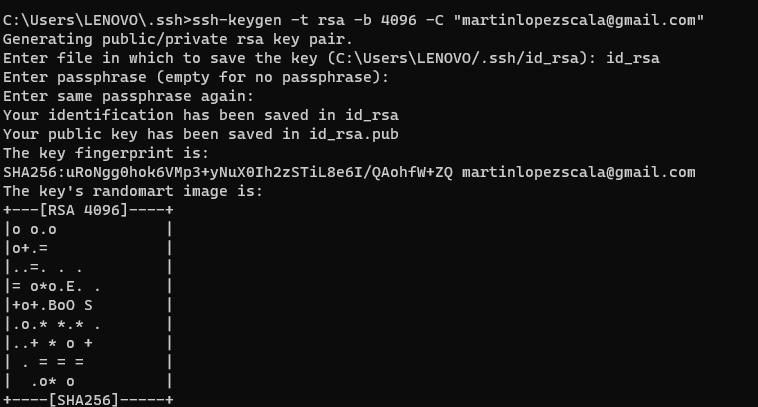 C:\Users\LENOVO\.ssh>ssh-keygen -t rsa -b 4096 -C "martinlopezscala@gmail.com"
Generating public/private rsa key pair.
Enter file in which to save the key (C:\Users\LENOVO/.ssh/id_rsa): id_rsa
Enter passphrase (empty for no passphrase):
Enter same passphrase again:
Your identification has been saved in id_rsa
Your public key has been saved in id_rsa.pub
The key fingerprint is:
SHA256:uRoNgg0hok6VMp3+yNuX0Ih2zSTiL8e6I/QAohfW+ZQ martinlopezscala@gmail.com
The key's randomart image is:
+---[RSA 4096]----+
|o o.o            |
|o+.=             |
|..=. . .         |
|= o*o.E. .       |
|+o+.BoO S        |
|.o.* *.* .       |
|..+ * o +        |
| . = = =         |
|  .o* o          |
+----[SHA256]-----+